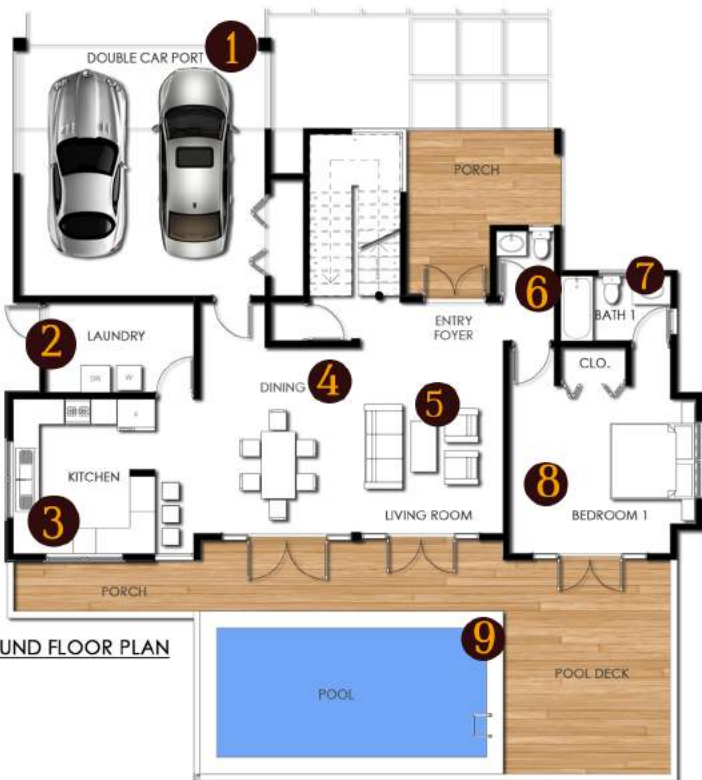 1
DOUBLE CAR PORT
PORCH
6
7
BATH 1
2
LAUNDRY
ENTRY
FOYER
CLO.
W
4
DINING
5
KITCHEN
8
3
LIVING ROOM
BEDROOM 1
PORCH
9
UND FLOOR PLAN
POOL
POOL DECK